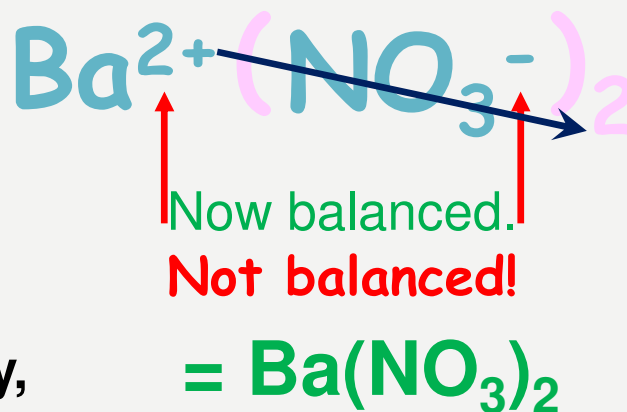 Ba²⁺(NO₃⁻)₂
Now balanced.
Not balanced!
y, = Ba(NO₃)₂